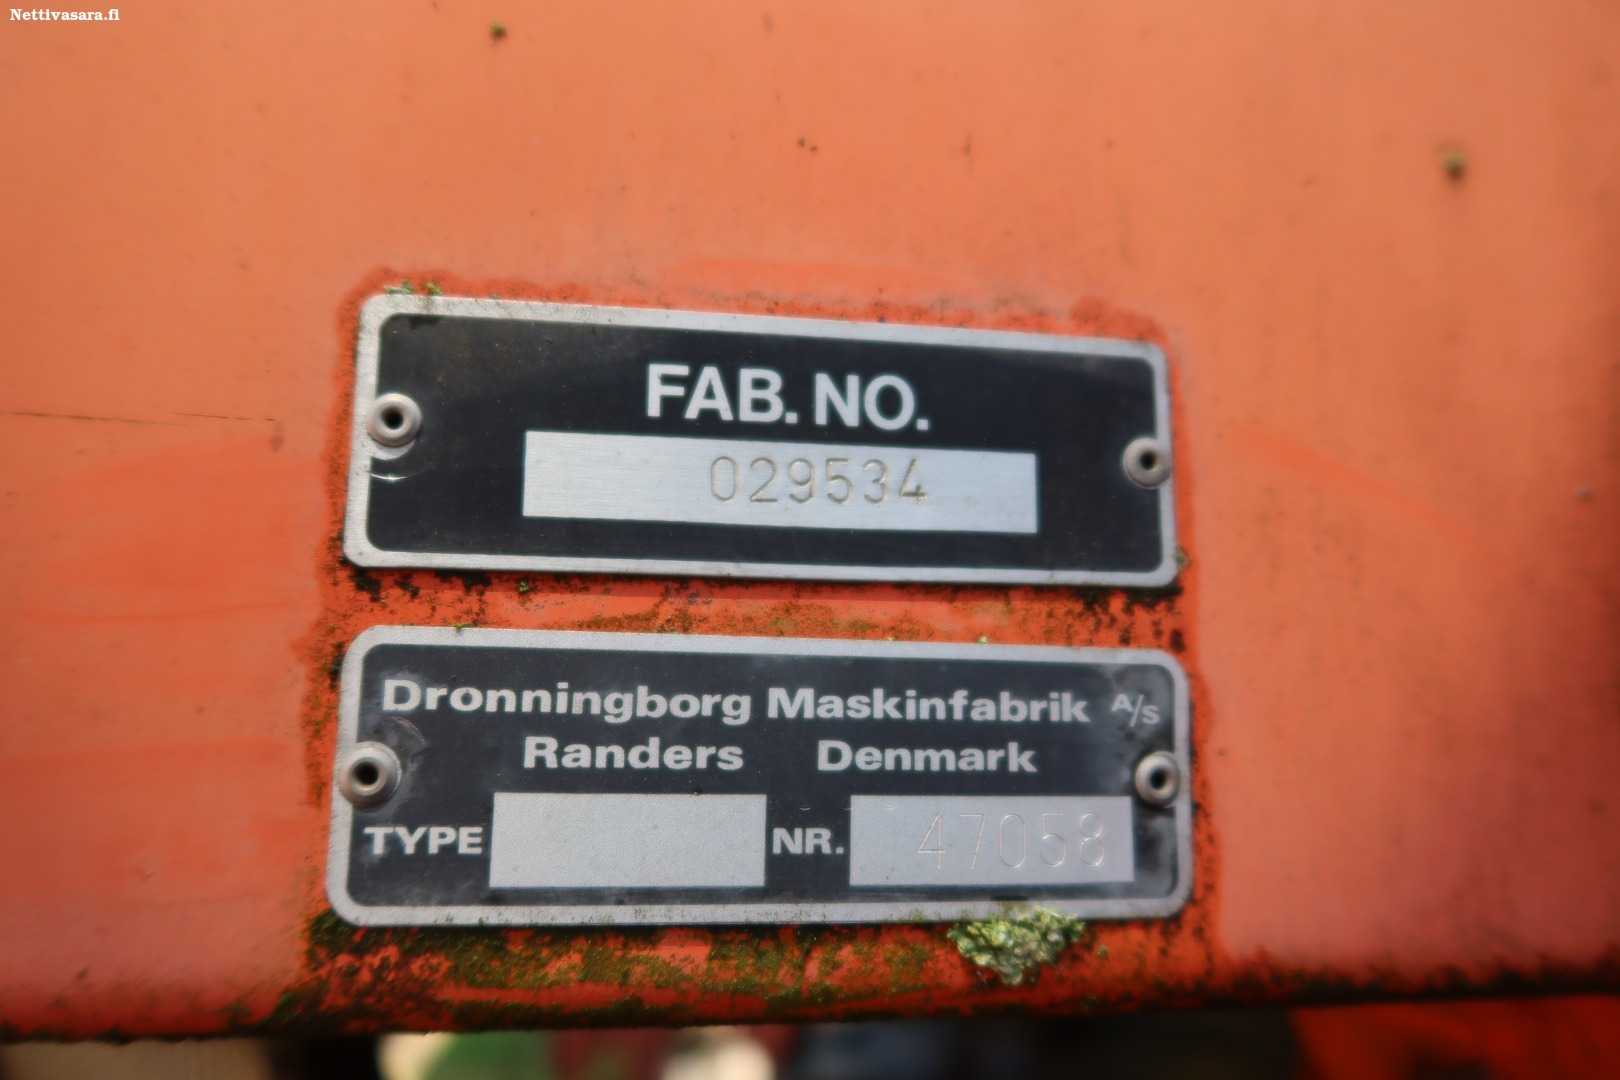 Nettivasara.fi
FAB. NO.
029534
Dronningborg Maskinfabrik A/S
Randers Denmark
TYPE NR. 47058